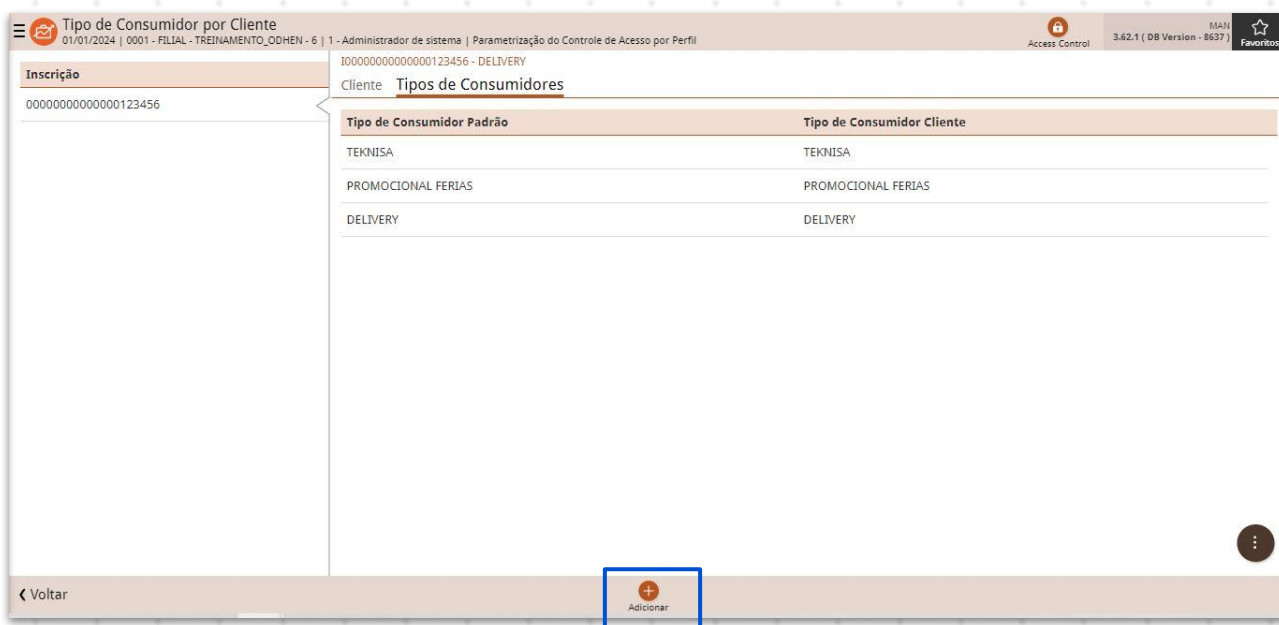 Tipo de Consumidor por Cliente
01/01/2024 | 0001 - FILIAL - TREINAMENTO_ODHEN - 6 | 1 - Administrador de sistema | Parametrização do Controle de Acesso por Perfil
Access Control
MAN
3.62.1 ( DB Version - 8637 )
Favoritos
Inscrição
00000000000000123456
I00000000000000123456 - DELIVERY
Cliente Tipos de Consumidores
Tipo de Consumidor Padrão Tipo de Consumidor Cliente
TEKNISA TEKNISA
PROMOCIONAL FERIAS PROMOCIONAL FERIAS
DELIVERY DELIVERY
Voltar
Adicionar